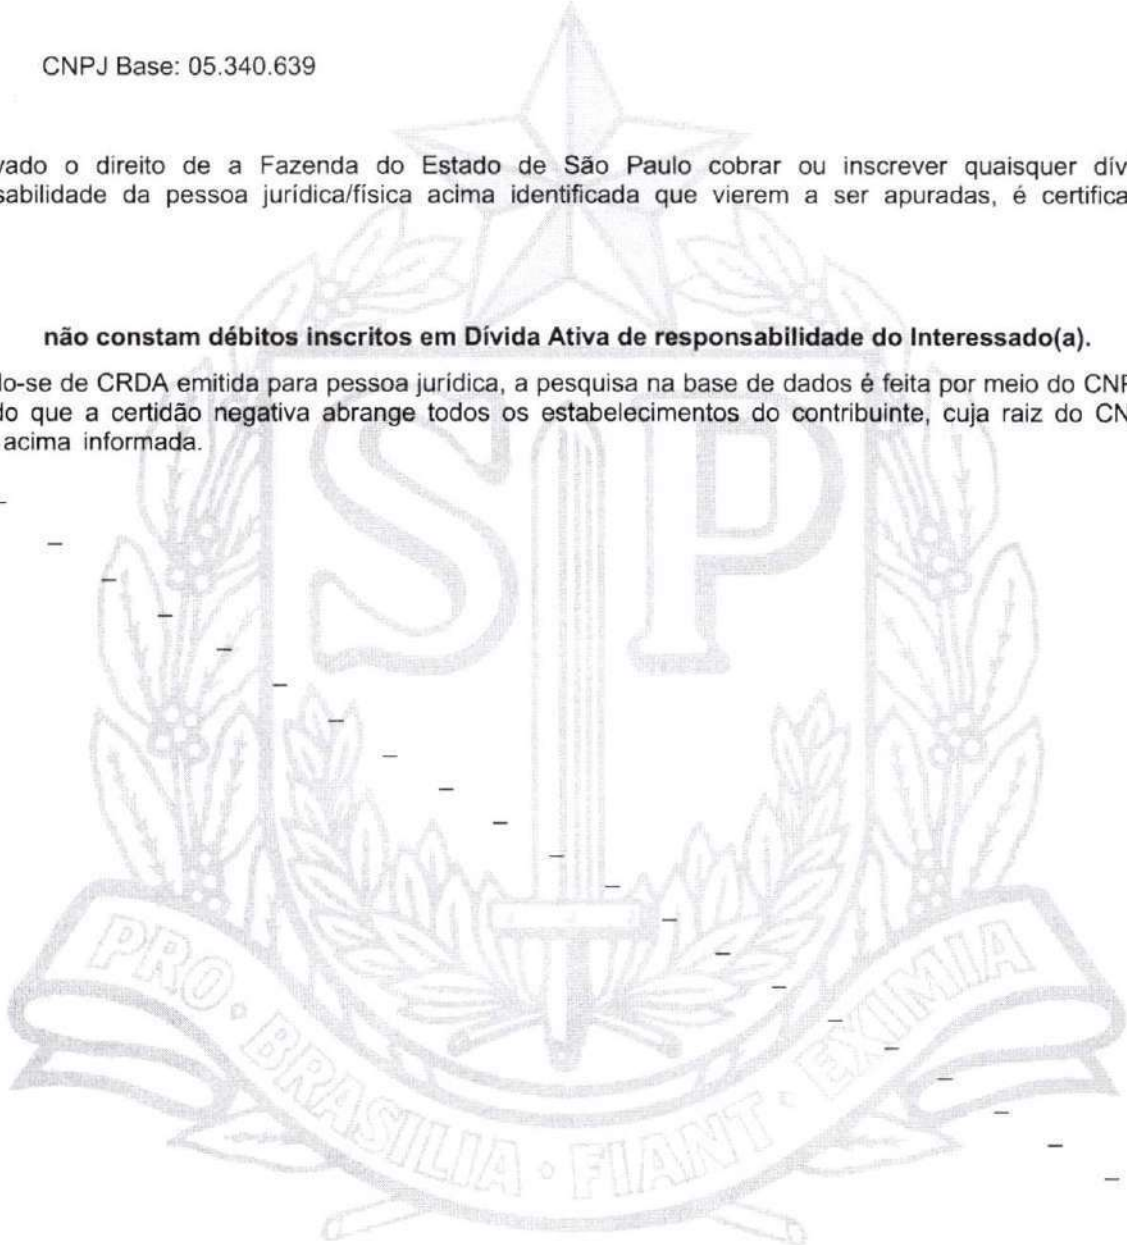 CNPJ Base: 05.340.639
vado o direito de a Fazenda do Estado de São Paulo cobrar ou inscrever quaisquer dív
sabilidade da pessoa jurídica/física acima identificada que vierem a ser apuradas, é certifica
não constam débitos inscritos em Dívida Ativa de responsabilidade do Interessado(a).
do-se de CRDA emitida para pessoa jurídica, a pesquisa na base de dados é feita por meio do CNP
do que a certidão negativa abrange todos os estabelecimentos do contribuinte, cuja raiz do CN
acima informada.
SP
PRO • BRASILIA • FIANT • EXIMIA